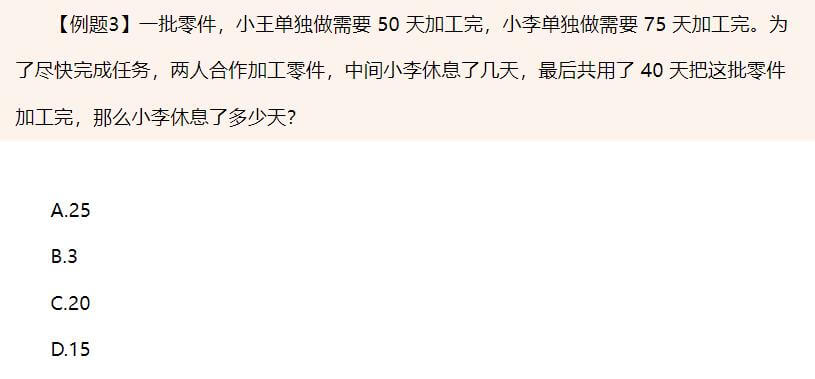 【例题3】一批零件，小王单独做需要 50 天加工完，小李单独做需要 75 天加工完。为
了尽快完成任务，两人合作加工零件，中间小李休息了几天，最后共用了 40 天把这批零件
加工完，那么小李休息了多少天？
A.25
B.3
C.20
D.15